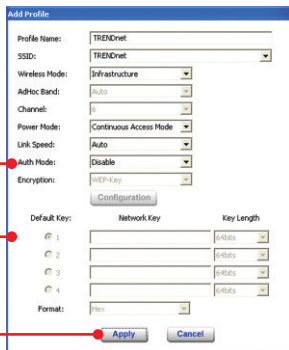 Add Profile
Profile Name: TRENDnet
SSID: TRENDnet
Wireless Mode: Infrastructure
AdHoc Band: Auto
Channel: 6
Power Mode: Continuous Access Mode
Link Speed: Auto
Auth Mode: Disable
Encryption: WEP-Key
Configuration
Default Key: Network Key Key Length
1 64bits
2 64bits
3 64bits
4 64bits
Format: Hex
Apply Cancel